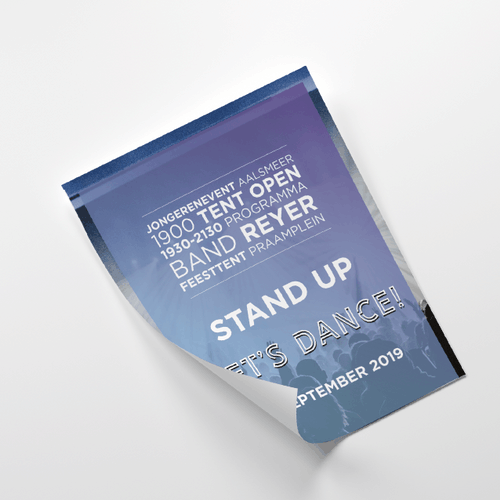 JONGERENEVENT AALSMEER
1900 TENT OPEN
1930-2130 PROGRAMMA
BAND REYER
FEESTTENT PRAAMPLEIN
STAND UP
ET'S DANCE!
EPTEMBER 2019